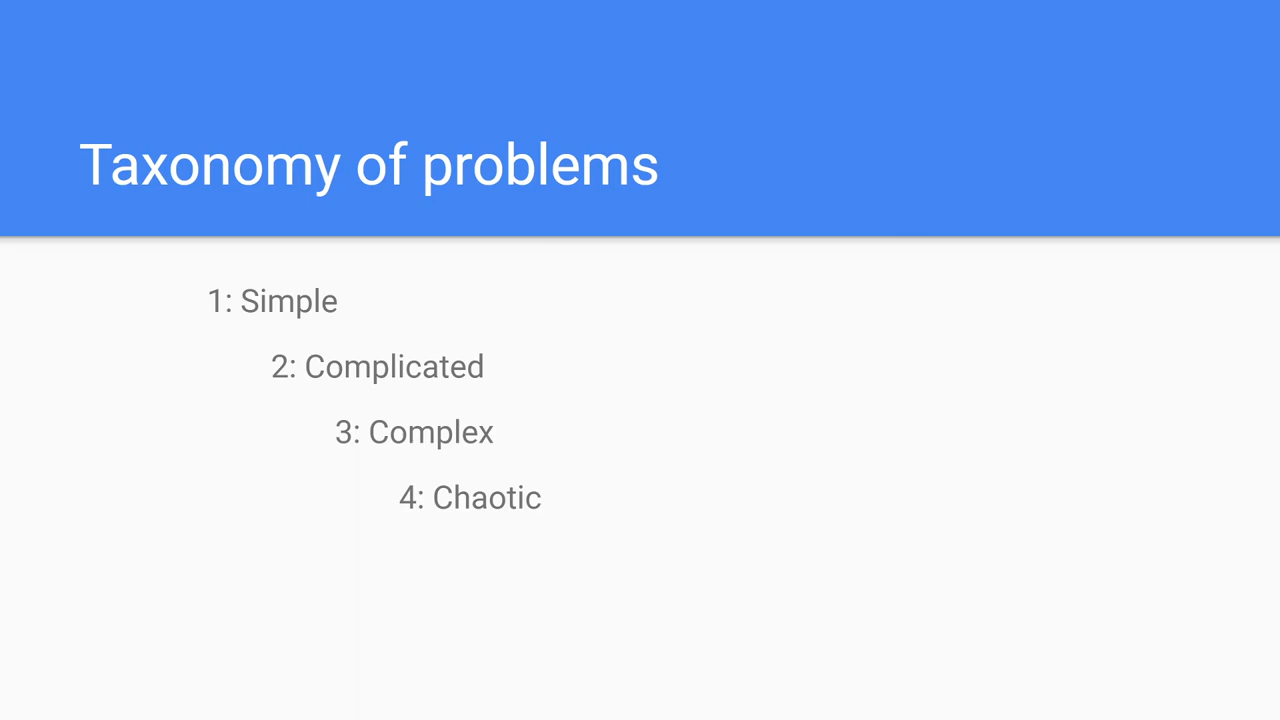 Taxonomy of problems
1: Simple
2: Complicated
3: Complex
4: Chaotic